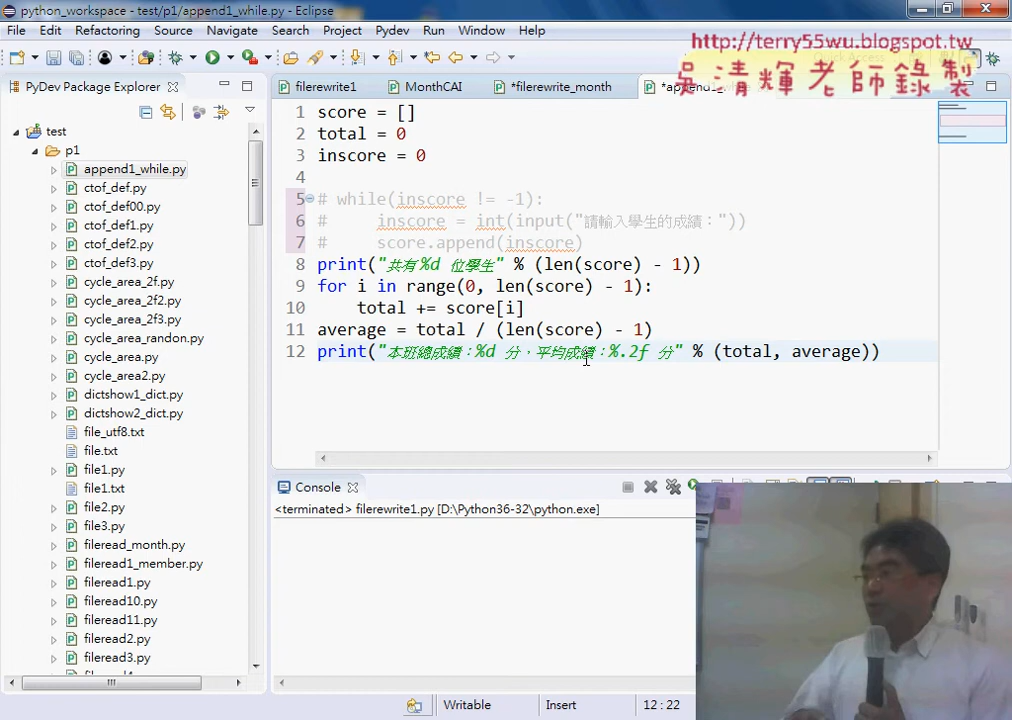 python_workspace - test/p1/append1_while.py - Eclipse
File Edit Refactoring Source Navigate Search Project Pydev Run Window Help
http://terry55wu.blogspot.tw
吳清輝老師錄製
PyDev Package Explorer
filerewrite1 MonthCAI *filerewrite_month
test
p1
append1_while.py
ctof_def.py
ctof_def00.py
ctof_def1.py
ctof_def2.py
ctof_def3.py
cycle_area_2f.py
cycle_area_2f2.py
cycle_area_2f3.py
cycle_area_randon.py
cycle_area.py
cycle_area2.py
dictshow1_dict.py
dictshow2_dict.py
file_utf8.txt
file.txt
file1.py
file1.txt
file2.py
file3.py
fileread_month.py
fileread1_member.py
fileread1.py
fileread10.py
fileread11.py
fileread2.py
fileread3.py
1 score = []
2 total = 0
3 inscore = 0
4
5 # while(inscore != -1):
6 #     inscore = int(input("請輸入學生的成績："))
7 #     score.append(inscore)
8 print("共有%d 位學生" % (len(score) - 1))
9 for i in range(0, len(score) - 1):
10     total += score[i]
11 average = total / (len(score) - 1)
12 print("本班總成績：%d 分，平均成績：%.2f 分" % (total, average))
Console
<terminated> filerewrite1.py [D:\Python36-32\python.exe]
Writable Insert 12 : 22